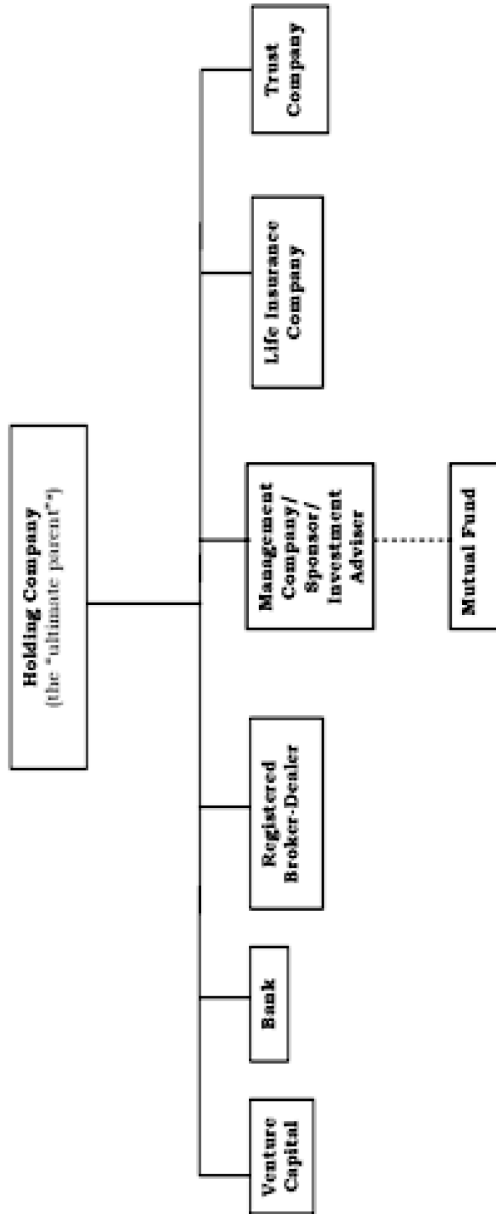 Holding Company
(the "ultimate parent"*)
Venture
Capital
Bank
Registered
Broker-Dealer
Management
Company/
Sponsor/
Investment
Adviser
Life Insurance
Company
Trust
Company
Mutual Fund